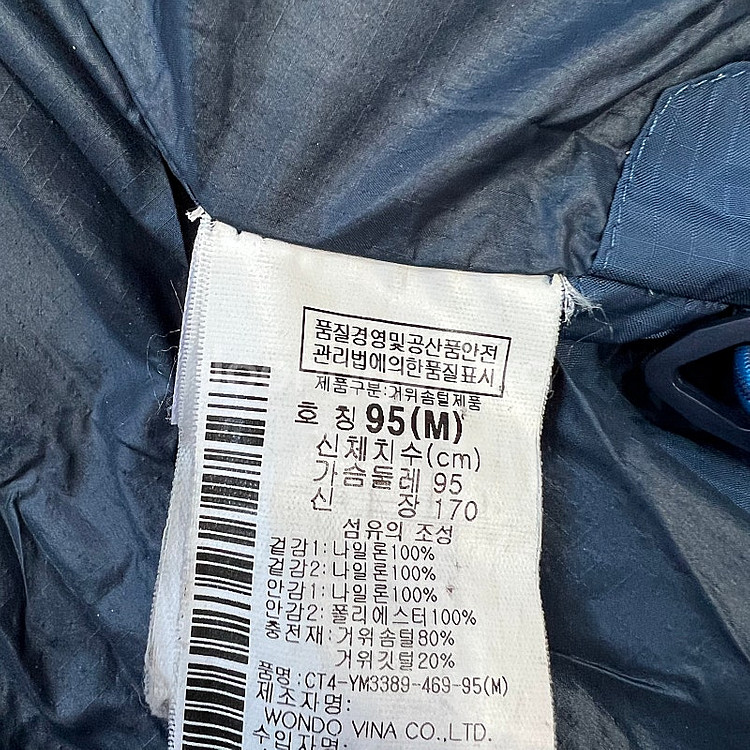 품질경영및공산품안전
관리법에의한품질표시
제품구분:거위솜털제품
호 칭 95(M)
신체치수(cm)
가슴둘레 95
신 장 170
섬유의 조성
겉감1: 나일론100%
겉감2: 나일론100%
안감1: 나일론100%
안감2: 폴리에스터100%
충전재: 거위솜털80%
거위깃털20%
품명: CT4-YM3389-469-95(M)
제조자명:
WONDO VINA CO.,LTD.
수입자명: